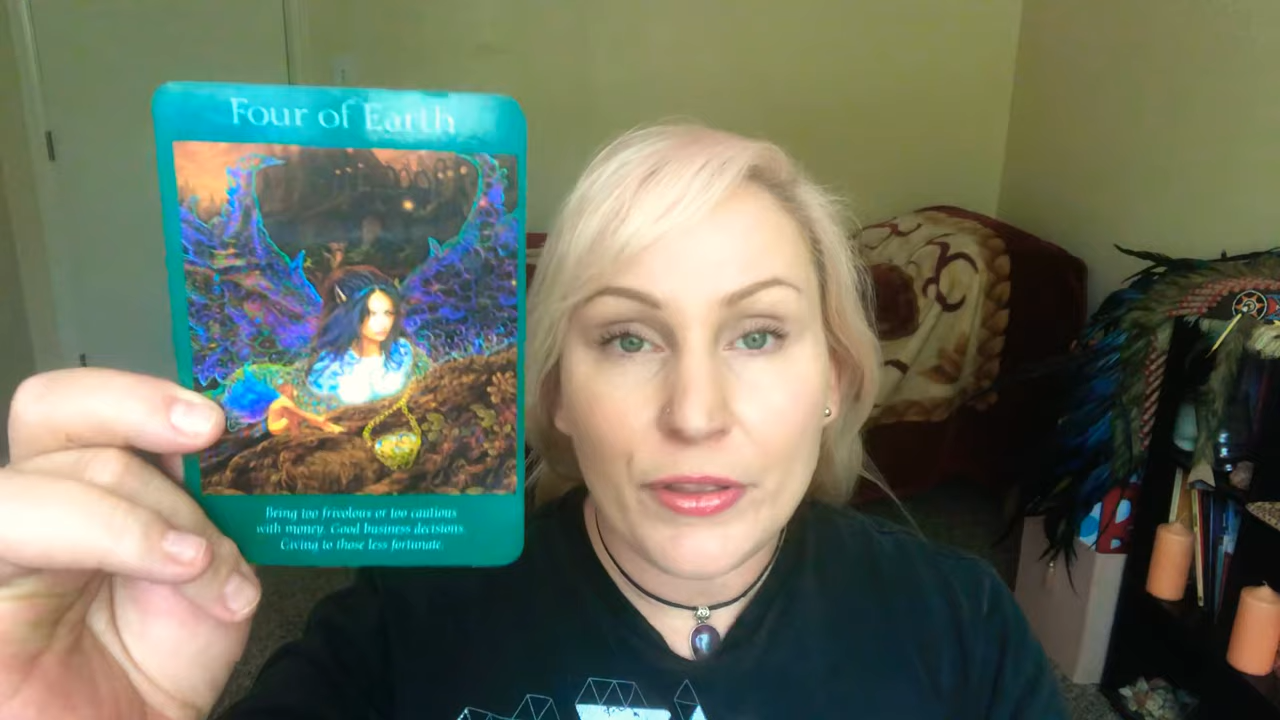 Four of Earth
Being too frivolous or too cautious
with money. Good business decisions.
Giving to those less fortunate.